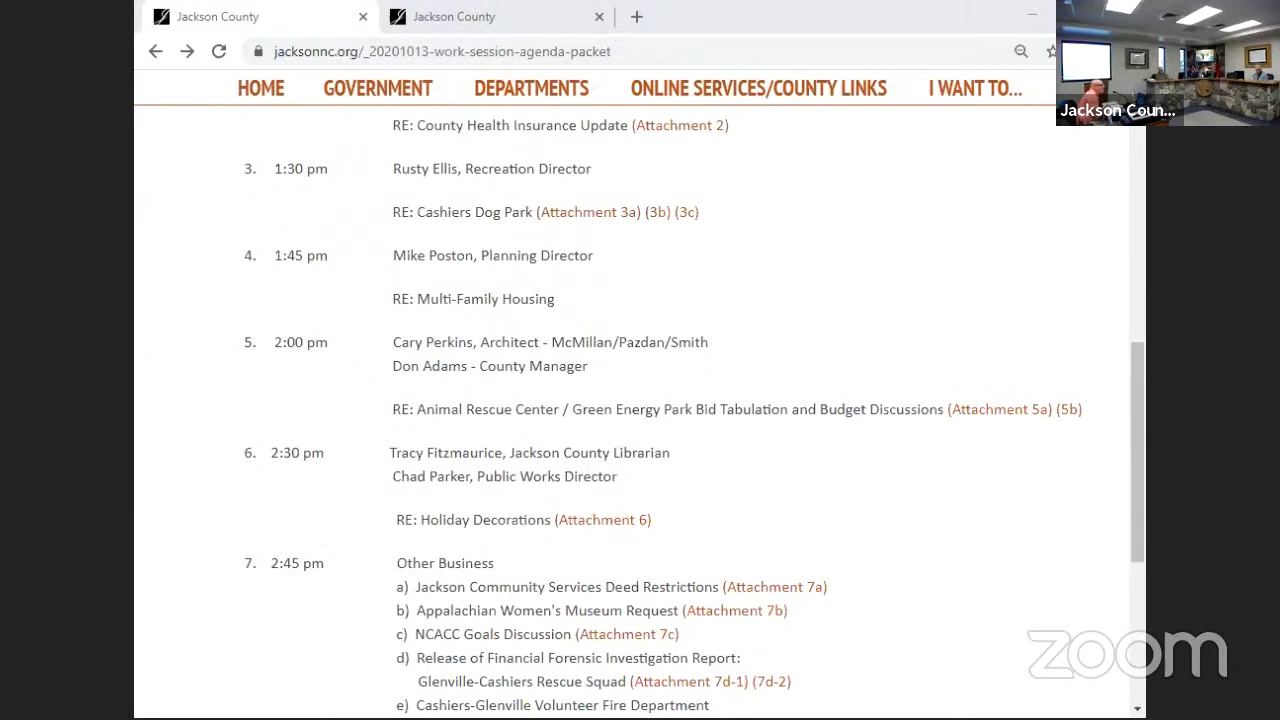 Jackson County
Jackson County
jacksonnc.org/_20201013-work-session-agenda-packet
HOME GOVERNMENT DEPARTMENTS ONLINE SERVICES/COUNTY LINKS I WANT TO...
Jackson Coun...
RE: County Health Insurance Update (Attachment 2)
3. 1:30 pm Rusty Ellis, Recreation Director
RE: Cashiers Dog Park (Attachment 3a) (3b) (3c)
4. 1:45 pm Mike Poston, Planning Director
RE: Multi-Family Housing
5. 2:00 pm Cary Perkins, Architect - McMillan/Pazdan/Smith
Don Adams - County Manager
RE: Animal Rescue Center / Green Energy Park Bid Tabulation and Budget Discussions (Attachment 5a) (5b)
6. 2:30 pm Tracy Fitzmaurice, Jackson County Librarian
Chad Parker, Public Works Director
RE: Holiday Decorations (Attachment 6)
7. 2:45 pm Other Business
a) Jackson Community Services Deed Restrictions (Attachment 7a)
b) Appalachian Women's Museum Request (Attachment 7b)
c) NCACC Goals Discussion (Attachment 7c)
d) Release of Financial Forensic Investigation Report:
Glenville-Cashiers Rescue Squad (Attachment 7d-1) (7d-2)
e) Cashiers-Glenville Volunteer Fire Department
zoom